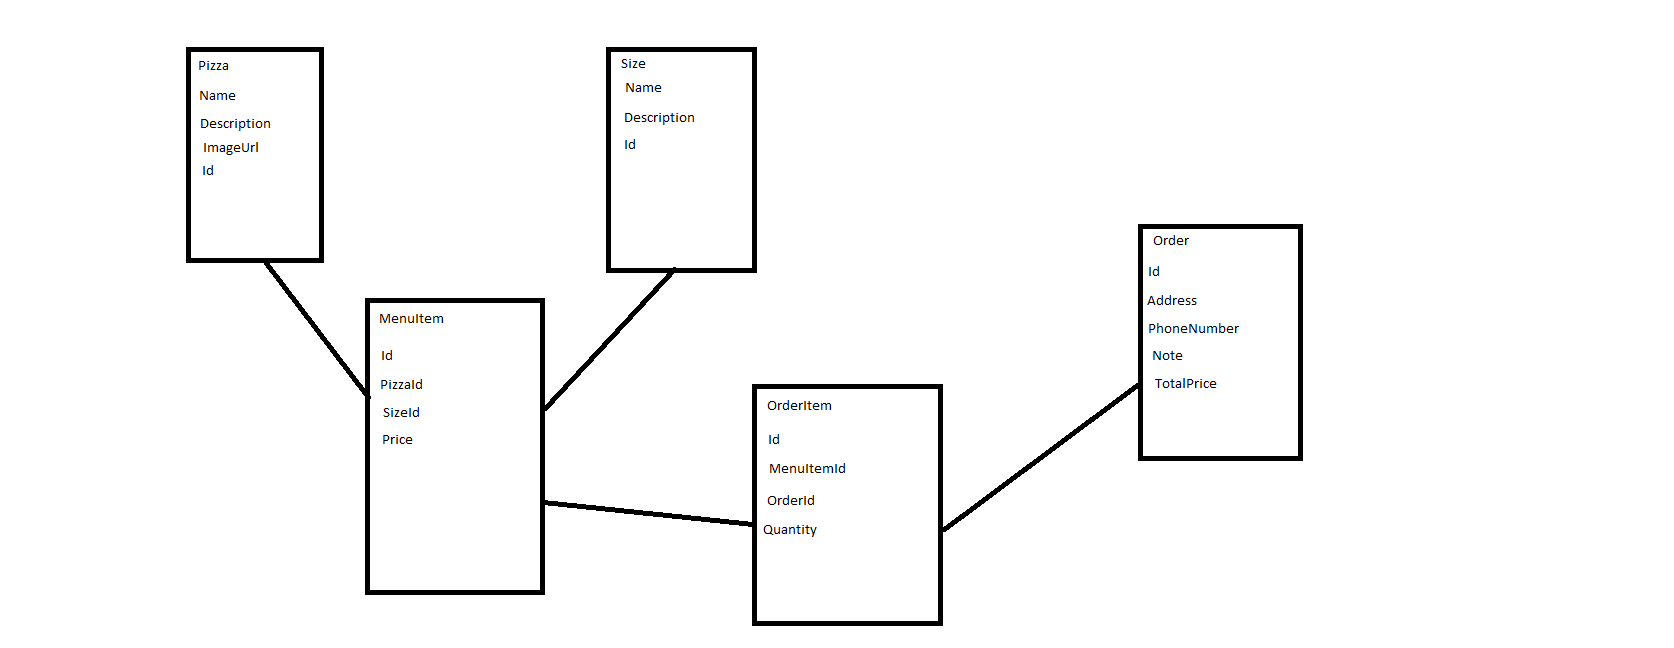 Pizza
Name
Description
ImageUrl
Id
Size
Name
Description
Id
MenuItem
Id
PizzaId
SizeId
Price
OrderItem
Id
MenuItemId
OrderId
Quantity
Order
Id
Address
PhoneNumber
Note
TotalPrice